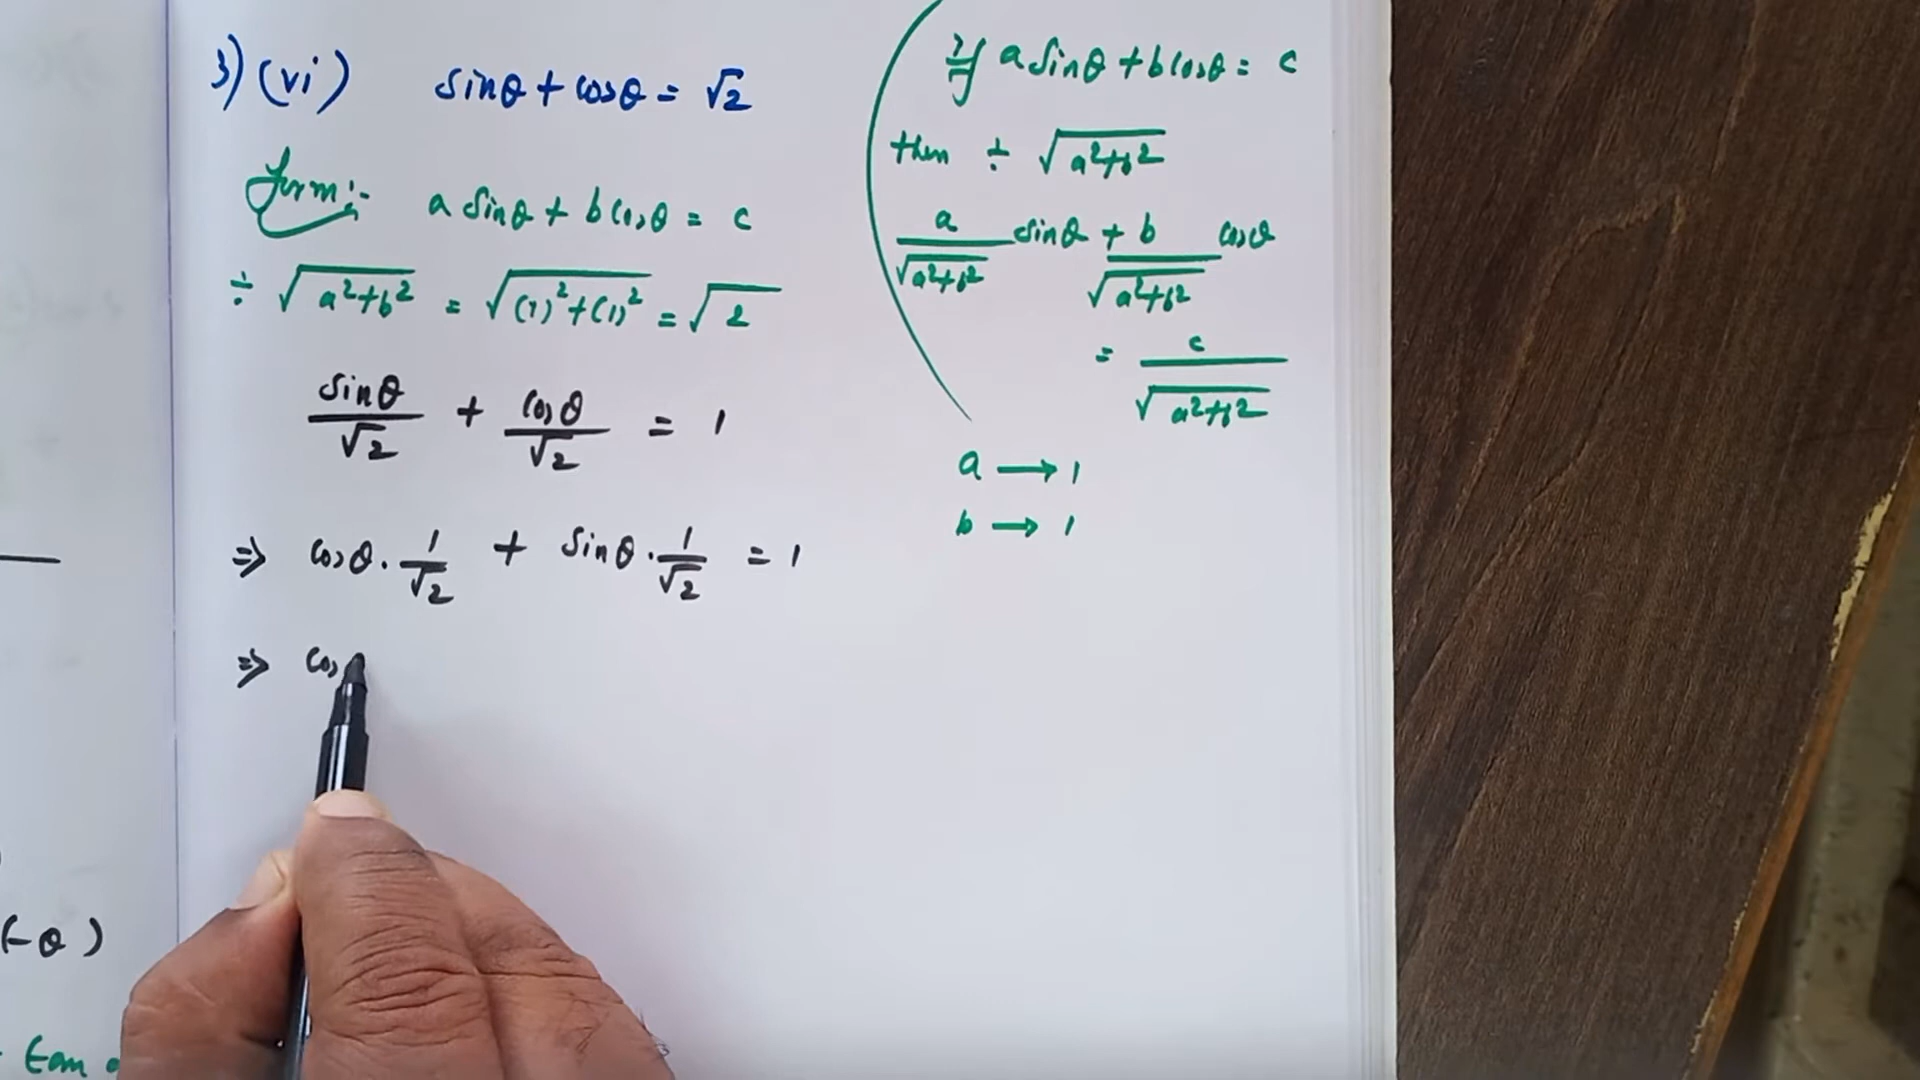 3) (vi) sinθ + cosθ = √2
form:- a sinθ + b cosθ = c
÷ √a²+b² = √(1)²+(1)² = √2
sinθ/√2 + cosθ/√2 = 1
⇒ cosθ · 1/√2 + sinθ · 1/√2 = 1
⇒ cos
If a sinθ + b cosθ = c
then ÷ √a²+b²
a/√a²+b² sinθ + b/√a²+b² cosθ
= c/√a²+b²
a → 1
b → 1
(-θ)
tan